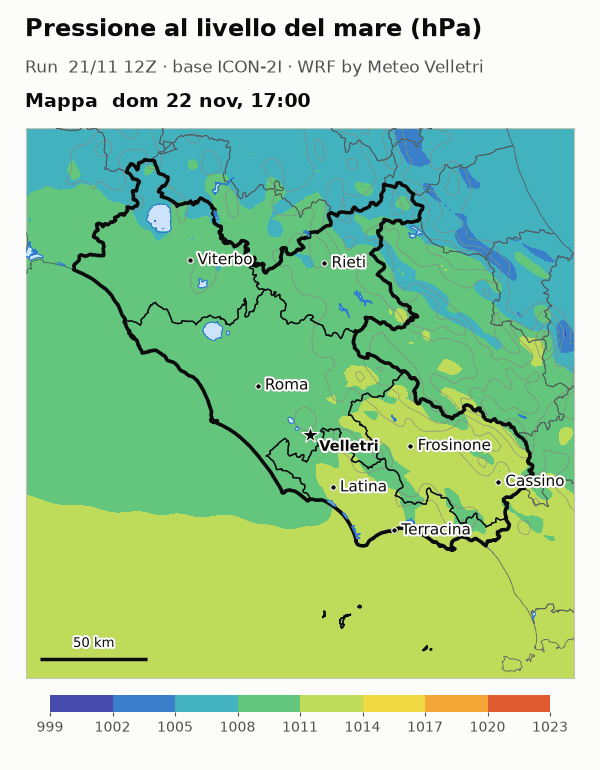 Pressione al livello del mare (hPa)
Run  21/11 12Z · base ICON-2I · WRF by Meteo Velletri
Mappa  dom 22 nov, 17:00
Viterbo
Rieti
Roma
Velletri
Frosinone
Cassino
Latina
Terracina
50 km
999 1002 1005 1008 1011 1014 1017 1020 1023